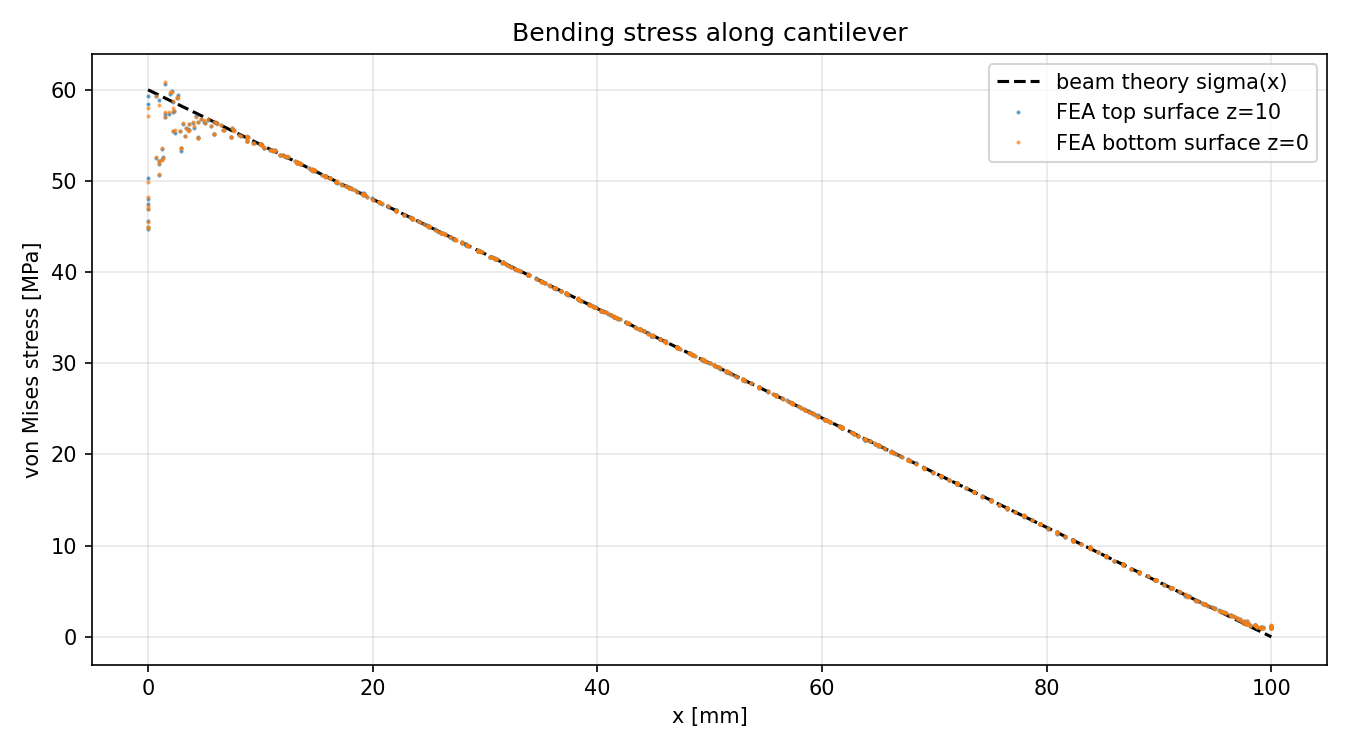 Bending stress along cantilever
beam theory sigma(x)
FEA top surface z=10
FEA bottom surface z=0
von Mises stress [MPa]
60
50
40
30
20
10
0
0 20 40 60 80 100
x [mm]